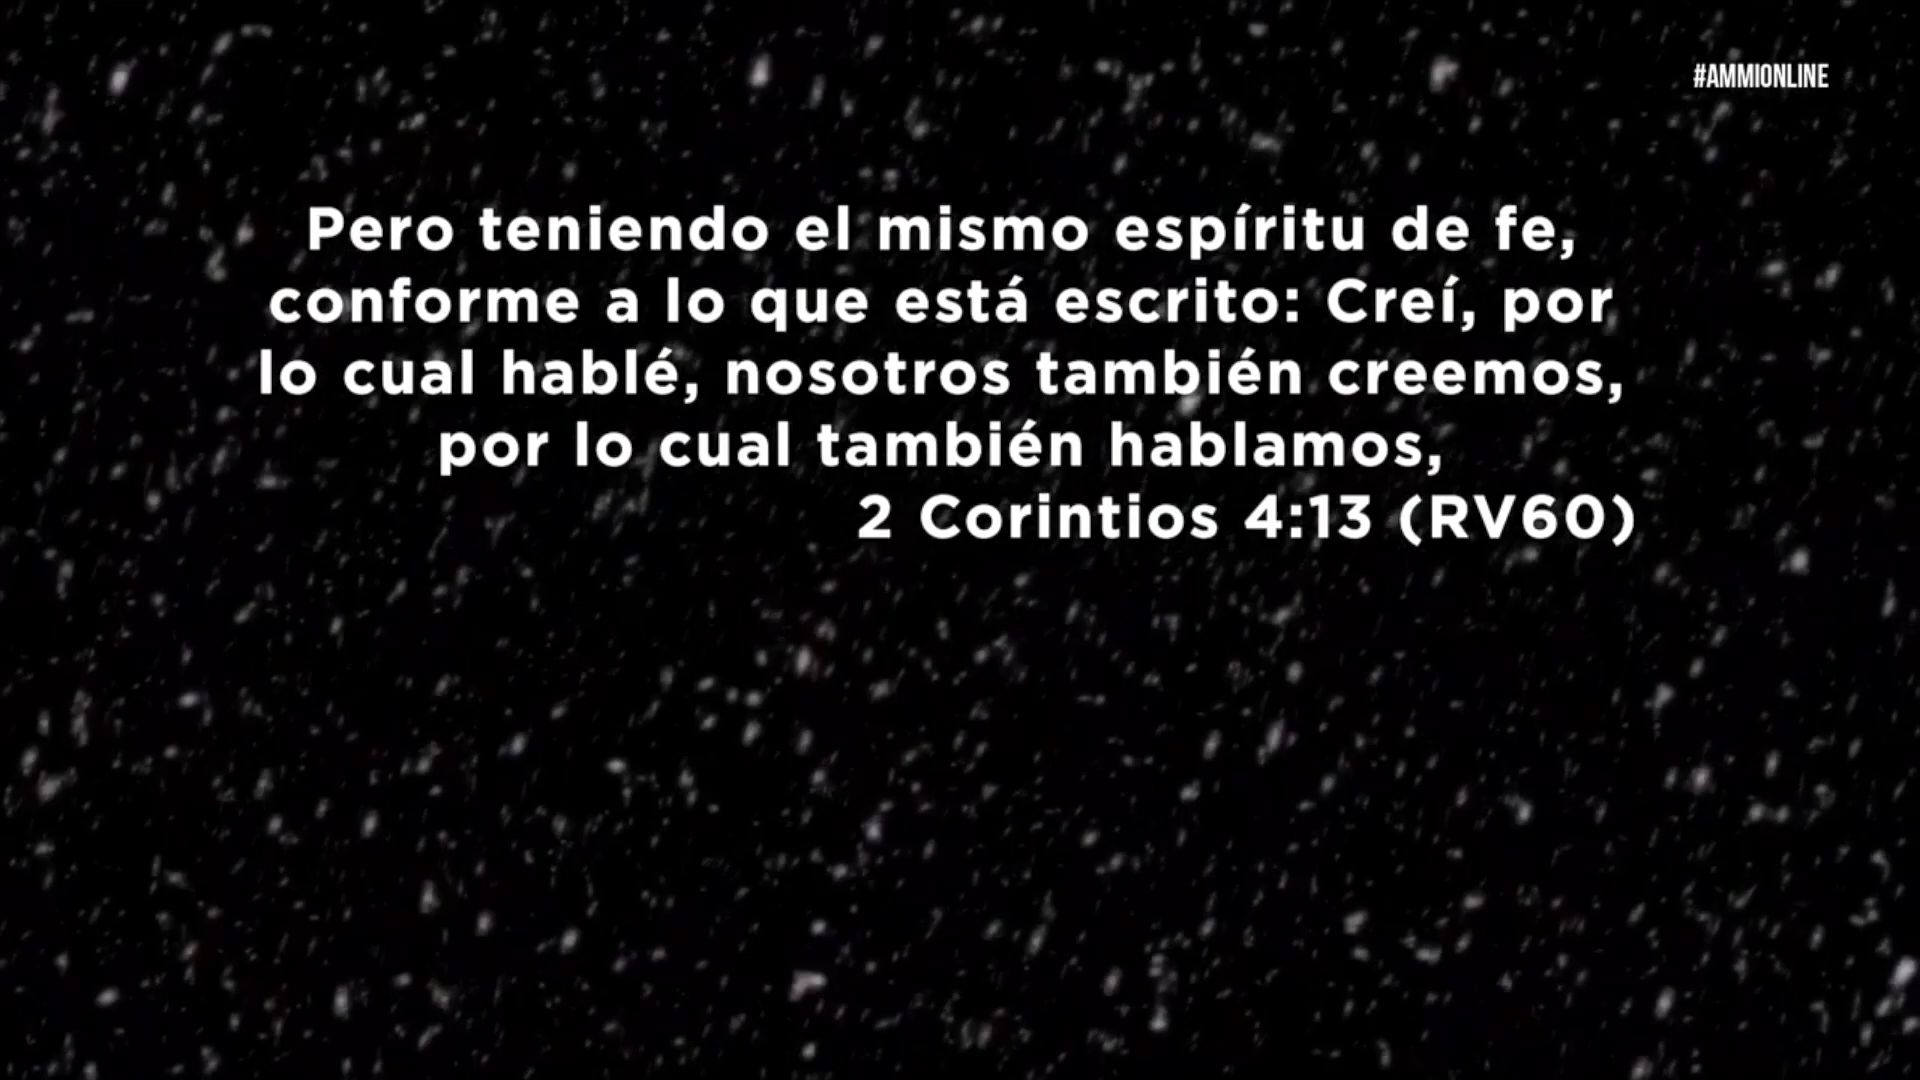 #AMMIONLINE
Pero teniendo el mismo espíritu de fe,
conforme a lo que está escrito: Creí, por
lo cual hablé, nosotros también creemos,
por lo cual también hablamos,
2 Corintios 4:13 (RV60)